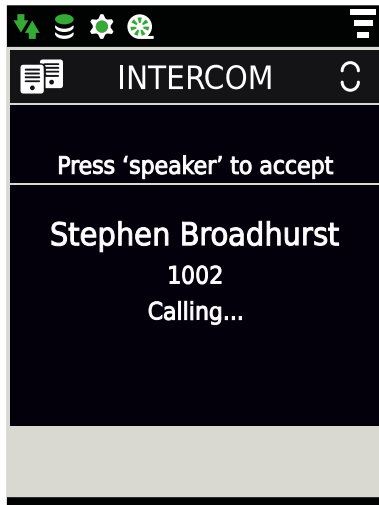 INTERCOM
Press ‘speaker’ to accept
Stephen Broadhurst
1002
Calling...